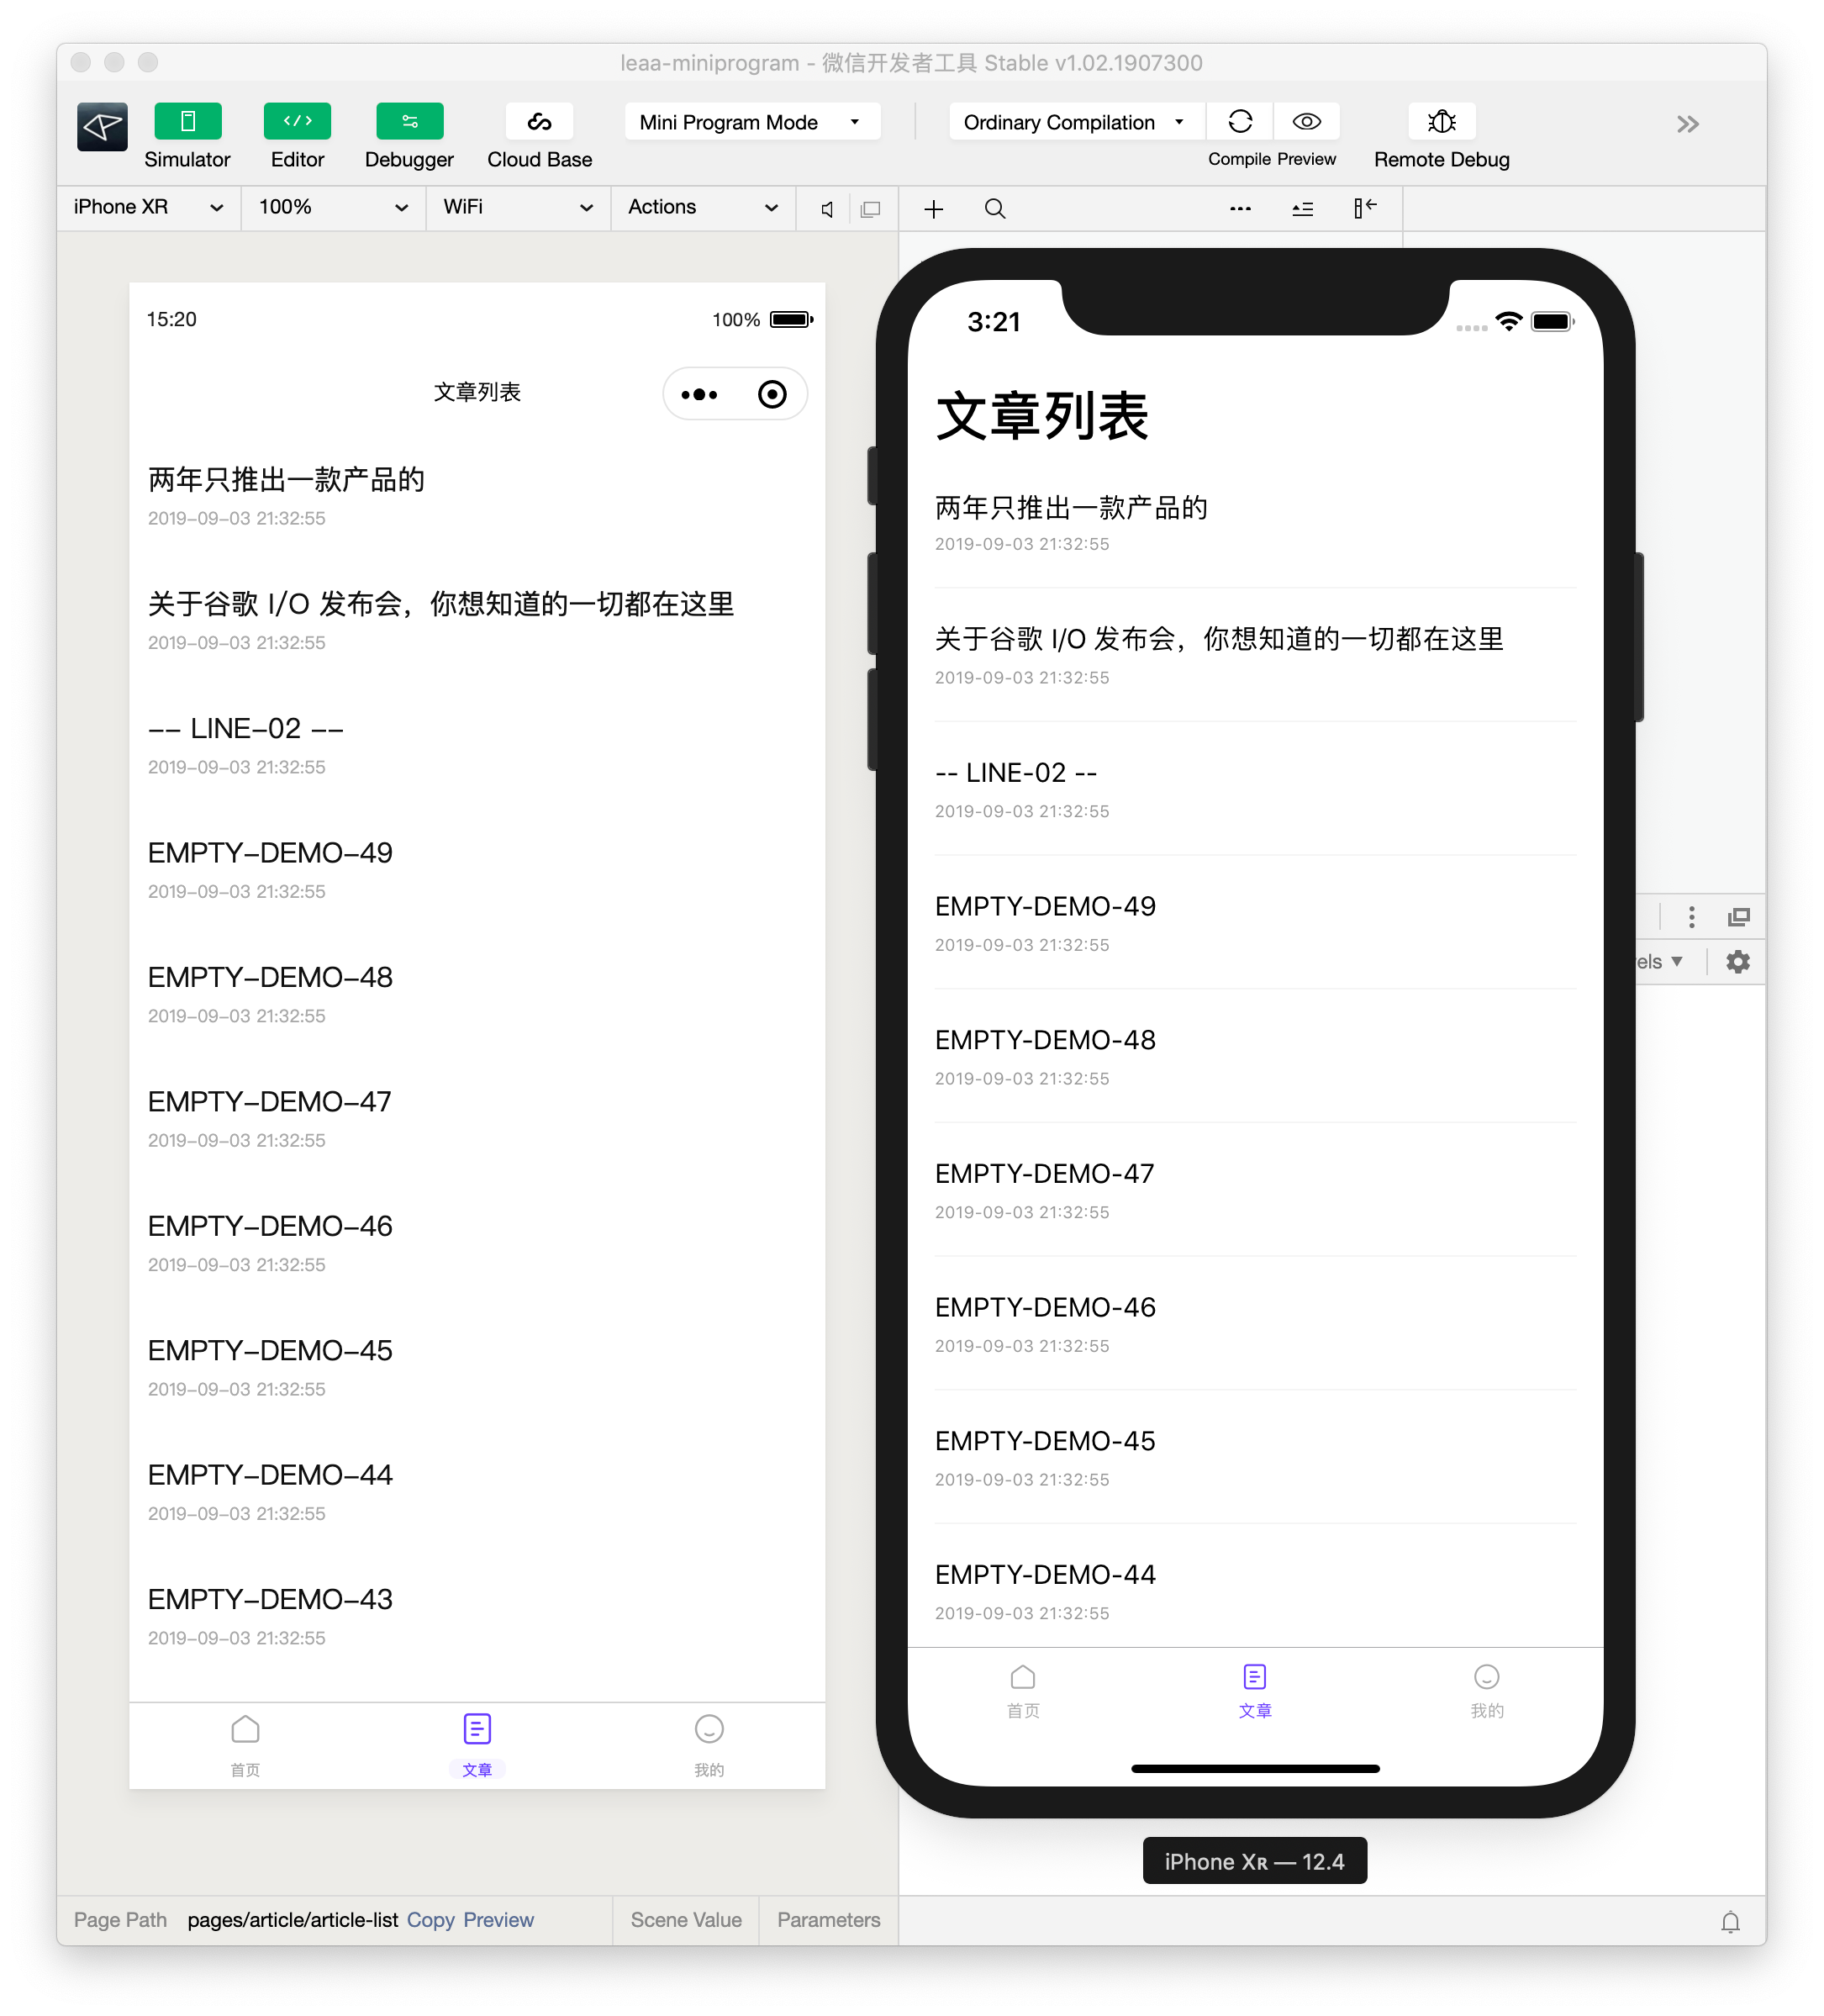 leaa-miniprogram - 微信开发者工具 Stable v1.02.1907300
Mini Program Mode
Ordinary Compilation
Simulator
Editor
Debugger
Cloud Base
Compile
Preview
Remote Debug
iPhone XR
100%
WiFi
Actions
15:20
100%
文章列表
两年只推出一款产品的
2019-09-03 21:32:55
关于谷歌 I/O 发布会，你想知道的一切都在这里
2019-09-03 21:32:55
-- LINE-02 --
2019-09-03 21:32:55
EMPTY-DEMO-49
2019-09-03 21:32:55
EMPTY-DEMO-48
2019-09-03 21:32:55
EMPTY-DEMO-47
2019-09-03 21:32:55
EMPTY-DEMO-46
2019-09-03 21:32:55
EMPTY-DEMO-45
2019-09-03 21:32:55
EMPTY-DEMO-44
2019-09-03 21:32:55
EMPTY-DEMO-43
2019-09-03 21:32:55
首页
文章
我的
3:21
文章列表
两年只推出一款产品的
2019-09-03 21:32:55
关于谷歌 I/O 发布会，你想知道的一切都在这里
2019-09-03 21:32:55
-- LINE-02 --
2019-09-03 21:32:55
EMPTY-DEMO-49
2019-09-03 21:32:55
EMPTY-DEMO-48
2019-09-03 21:32:55
EMPTY-DEMO-47
2019-09-03 21:32:55
EMPTY-DEMO-46
2019-09-03 21:32:55
EMPTY-DEMO-45
2019-09-03 21:32:55
EMPTY-DEMO-44
2019-09-03 21:32:55
首页
文章
我的
iPhone Xʀ — 12.4
Page Path
pages/article/article-list
Copy
Preview
Scene Value
Parameters